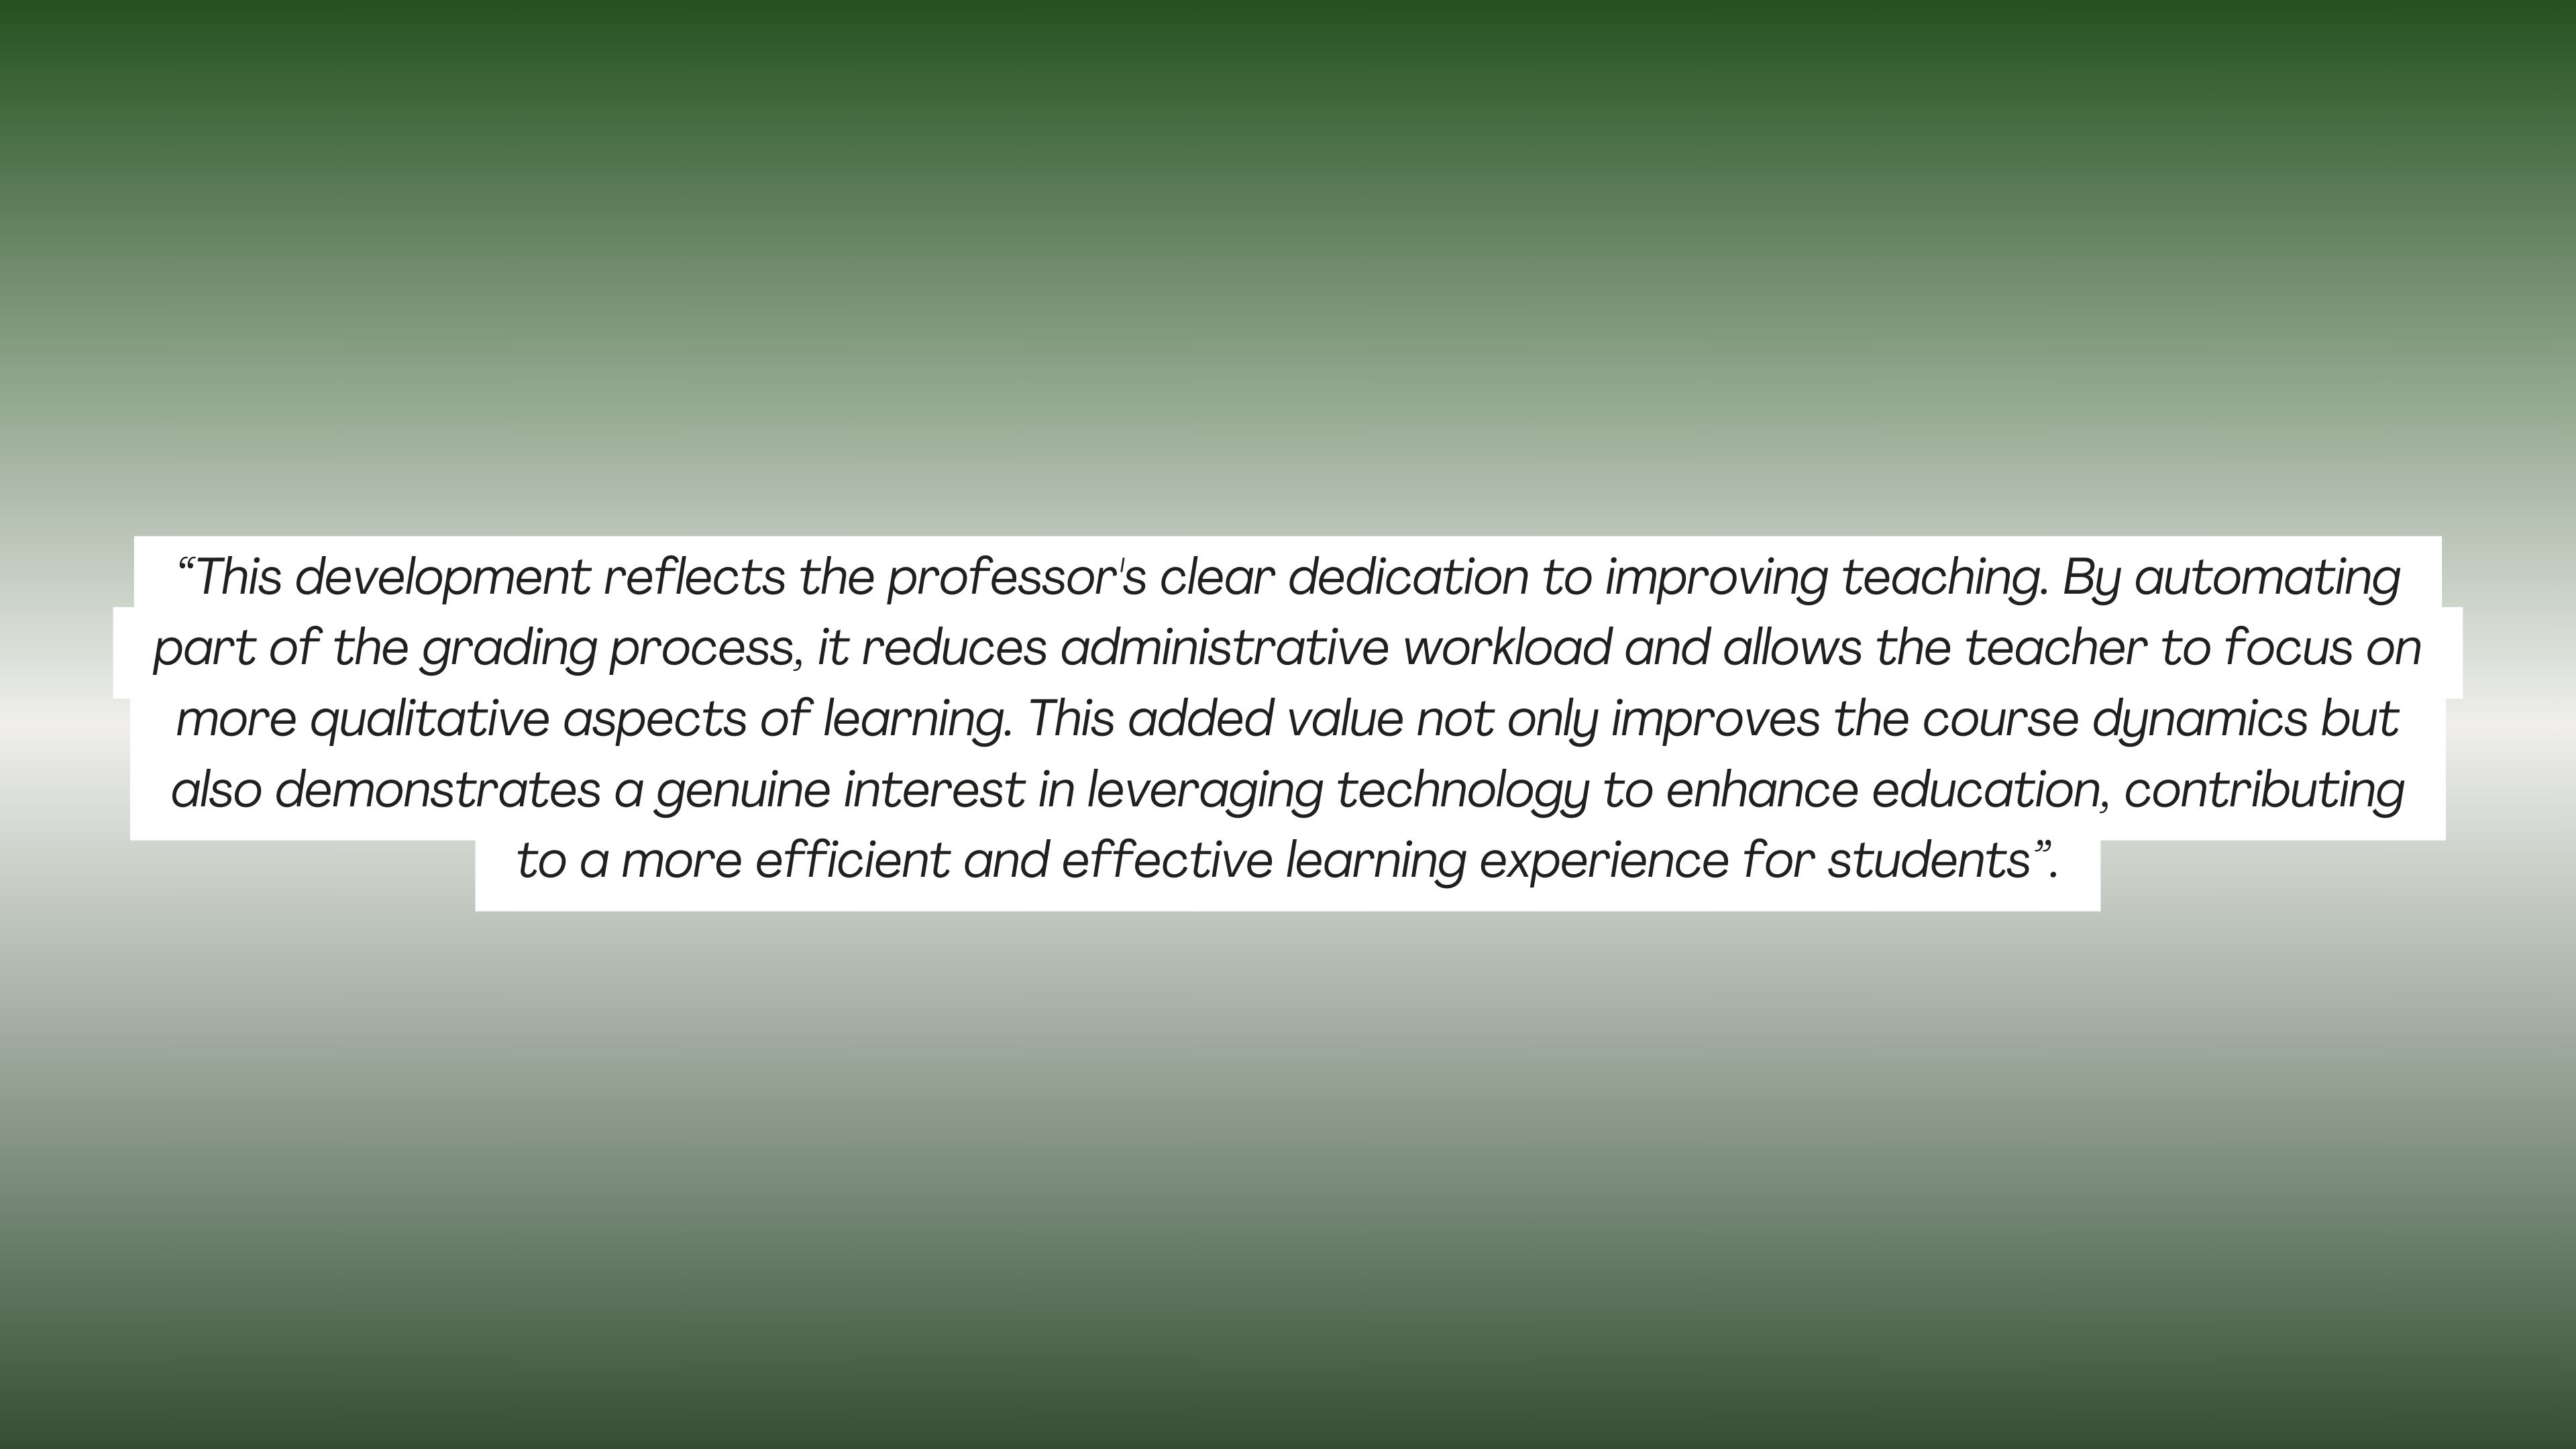 “This development reflects the professor's clear dedication to improving teaching. By automating
part of the grading process, it reduces administrative workload and allows the teacher to focus on
more qualitative aspects of learning. This added value not only improves the course dynamics but
also demonstrates a genuine interest in leveraging technology to enhance education, contributing
to a more efficient and effective learning experience for students”.